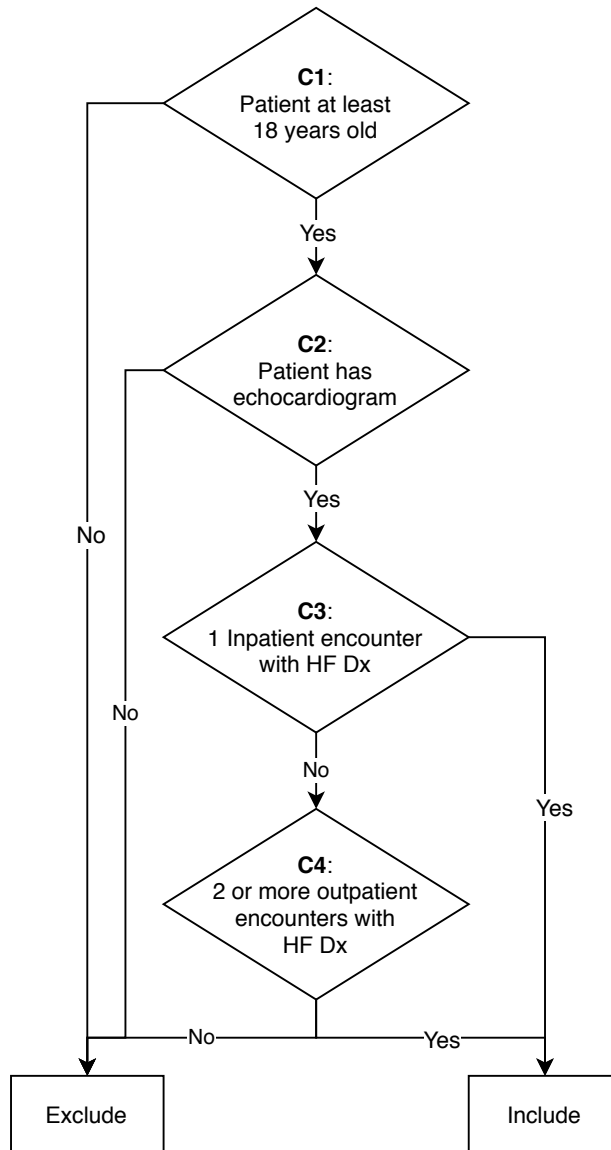 C1:
Patient at least
18 years old
Yes
C2:
Patient has
echocardiogram
Yes
No
C3:
1 Inpatient encounter
with HF Dx
No
No
Yes
C4:
2 or more outpatient
encounters with
HF Dx
No
Yes
Exclude
Include